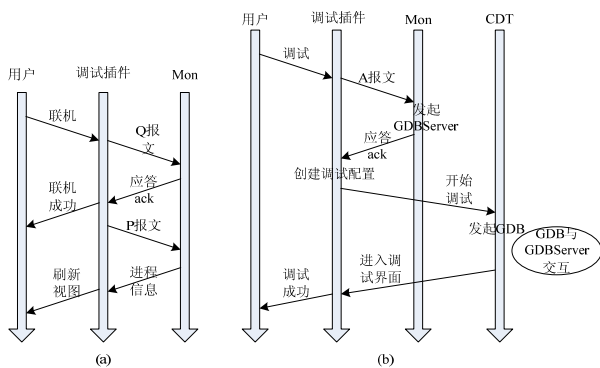 用户
调试插件
Mon
联机
Q报
文
应答
ack
联机
成功
P报文
进程
信息
刷新
视图
(a)
用户
调试插件
Mon
CDT
调试
A报文
发起
GDBServer
应答
ack
创建调试配置
开始
调试
发起GDB
GDB与
GDBServer
交互
进入调
试界面
调试
成功
(b)